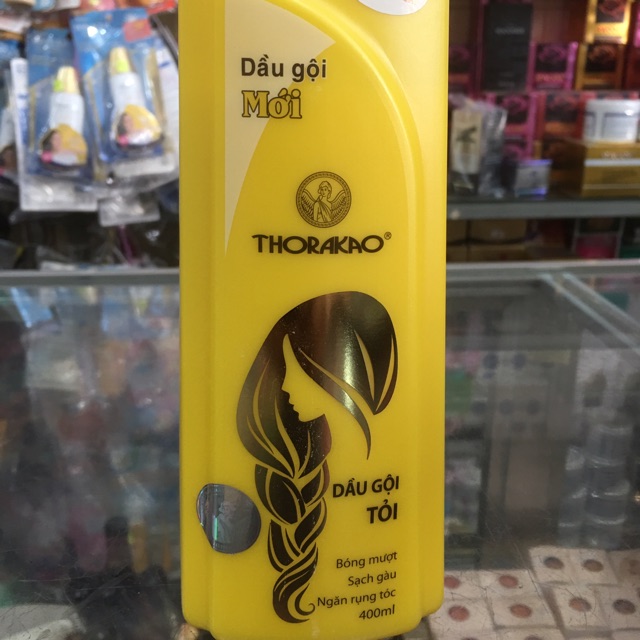 Dầu gội
Mới
THORAKAO®
DẦU GỘI
TỎI
Bóng mượt
Sạch gàu
Ngăn rụng tóc
400ml